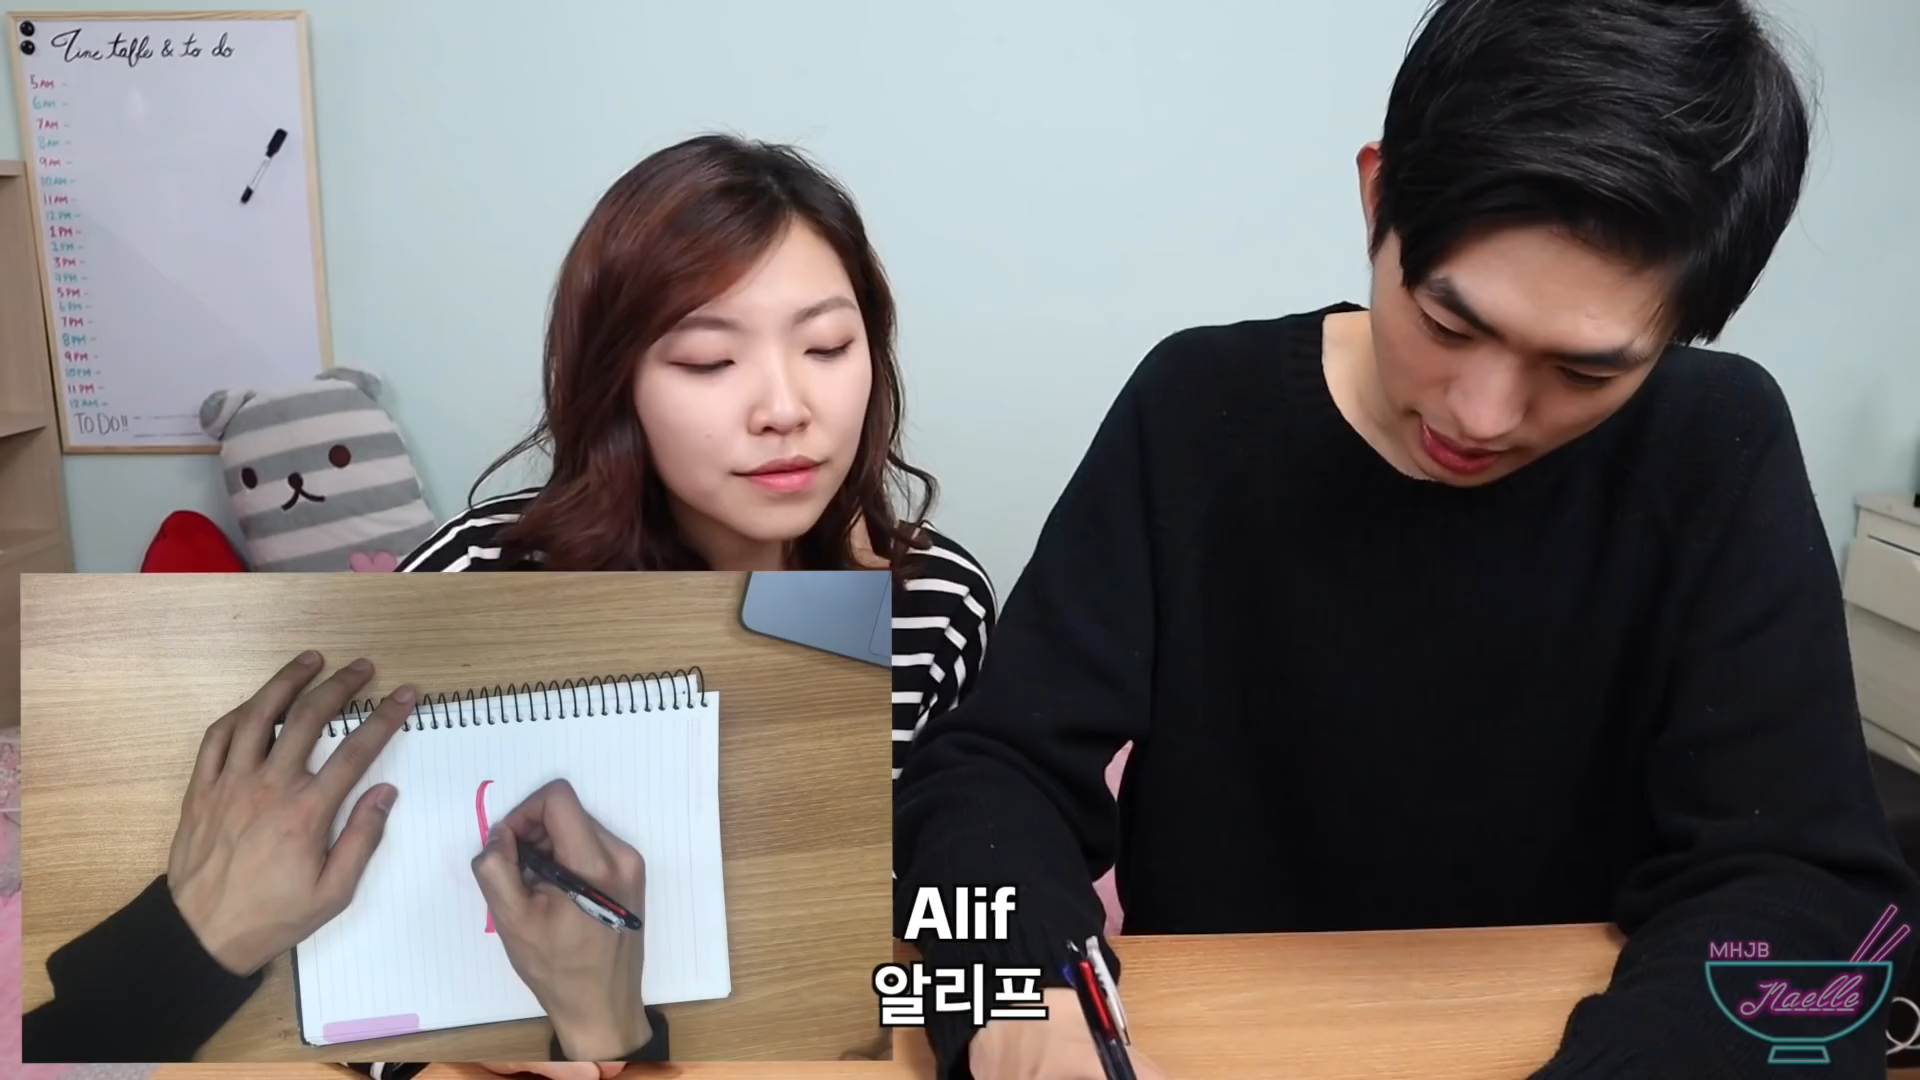 Time table & to do
5AM -
6AM -
7AM -
8AM -
9AM -
10AM -
11AM -
12PM -
1PM -
2PM -
3PM -
4PM -
5PM -
6PM -
7PM -
8PM -
9PM -
10PM -
11PM -
12AM -
TO DO!!
Alif
알리프
MHJB
Naelle